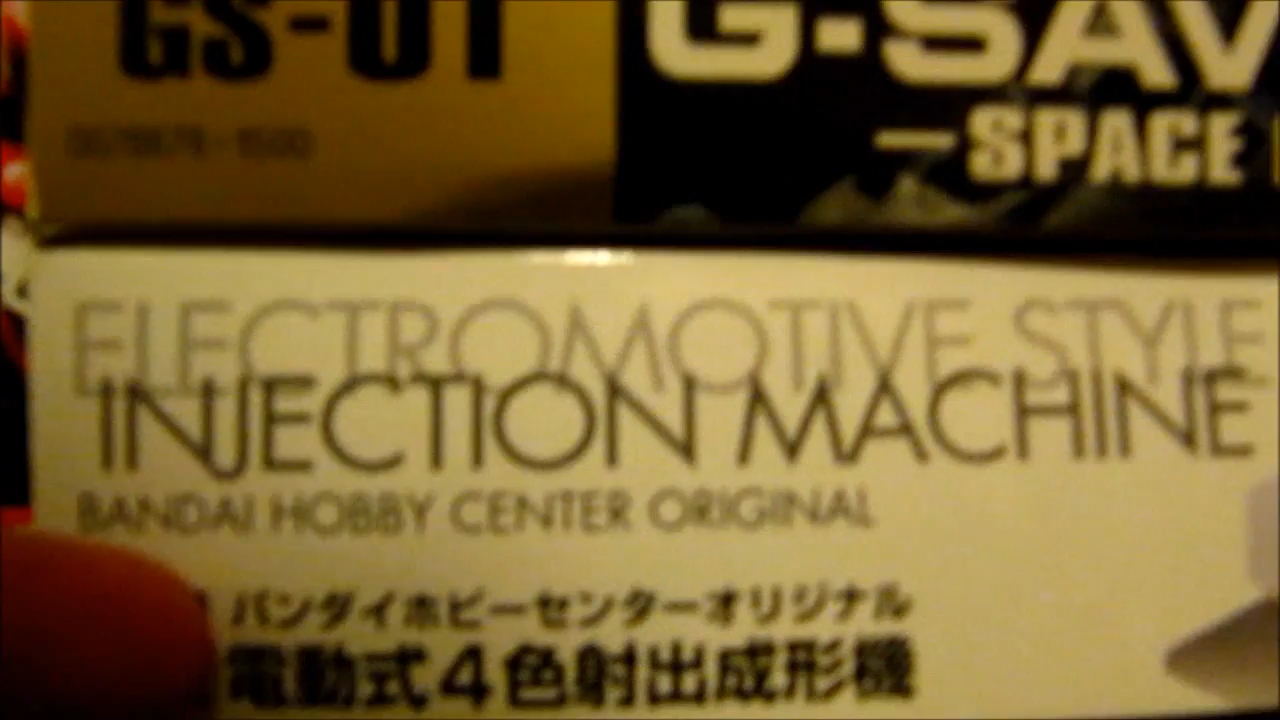 GS-01
G-SAV
—SPACE
ELECTROMOTIVE STYLE
INJECTION MACHINE
BANDAI HOBBY CENTER ORIGINAL
バンダイホビーセンターオリジナル
電動式4色射出成形機